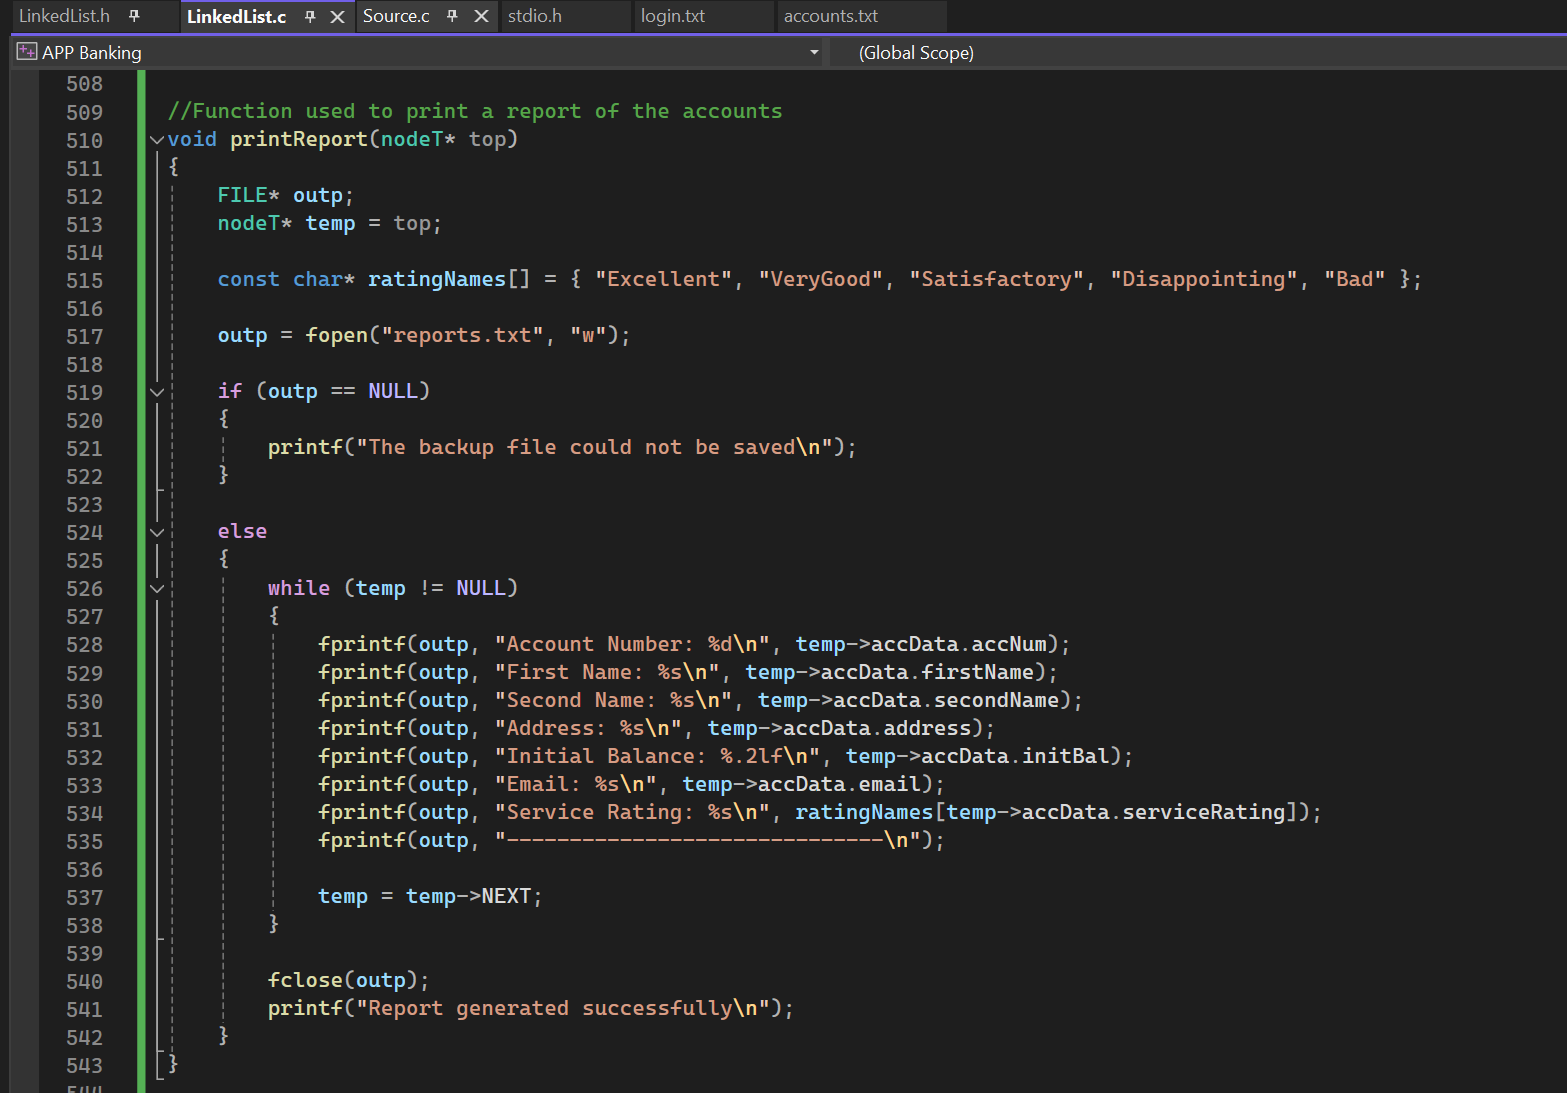 LinkedList.h LinkedList.c Source.c stdio.h login.txt accounts.txt
APP Banking (Global Scope)
508
509 //Function used to print a report of the accounts
510 void printReport(nodeT* top)
511 {
512 FILE* outp;
513 nodeT* temp = top;
514
515 const char* ratingNames[] = { "Excellent", "VeryGood", "Satisfactory", "Disappointing", "Bad" };
516
517 outp = fopen("reports.txt", "w");
518
519 if (outp == NULL)
520 {
521 printf("The backup file could not be saved\n");
522 }
523
524 else
525 {
526 while (temp != NULL)
527 {
528 fprintf(outp, "Account Number: %d\n", temp->accData.accNum);
529 fprintf(outp, "First Name: %s\n", temp->accData.firstName);
530 fprintf(outp, "Second Name: %s\n", temp->accData.secondName);
531 fprintf(outp, "Address: %s\n", temp->accData.address);
532 fprintf(outp, "Initial Balance: %.2lf\n", temp->accData.initBal);
533 fprintf(outp, "Email: %s\n", temp->accData.email);
534 fprintf(outp, "Service Rating: %s\n", ratingNames[temp->accData.serviceRating]);
535 fprintf(outp, "------------------------------\n");
536
537 temp = temp->NEXT;
538 }
539
540 fclose(outp);
541 printf("Report generated successfully\n");
542 }
543 }